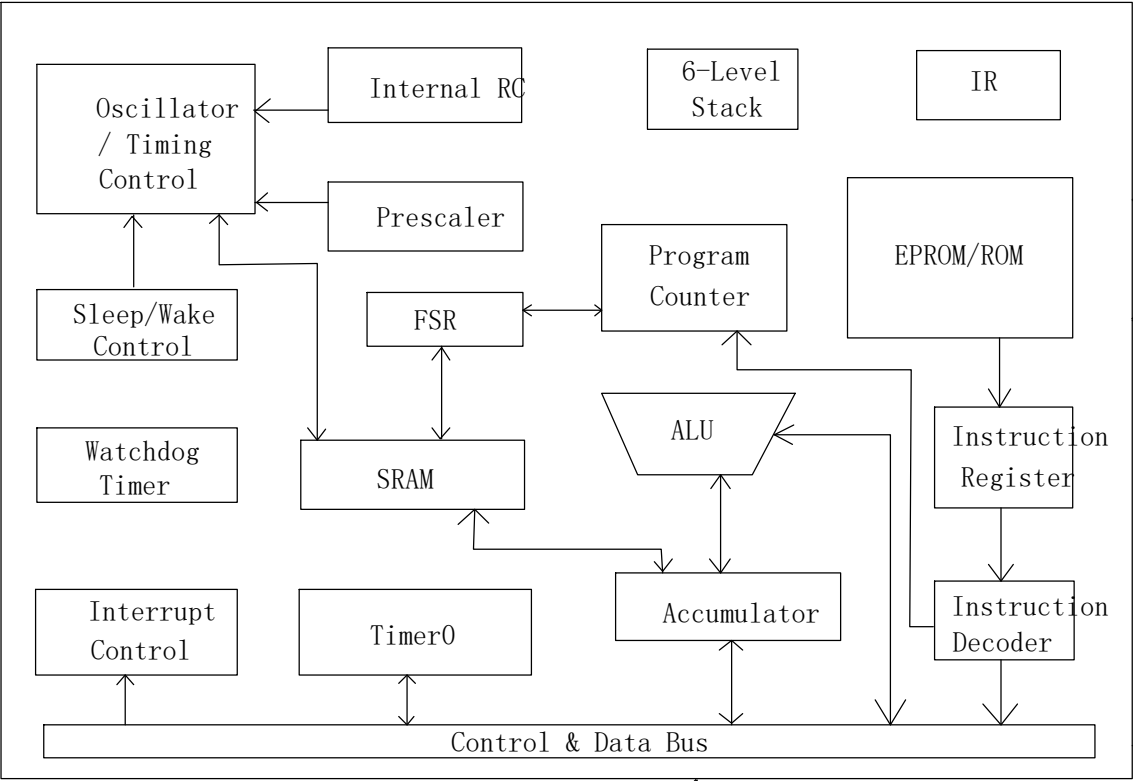 Internal RC
6-Level
Stack
IR
Oscillator
/ Timing
Control
Prescaler
Program
Counter
EPROM/ROM
Sleep/Wake
Control
FSR
Watchdog
Timer
SRAM
ALU
Instruction
Register
Interrupt
Control
Timer0
Accumulator
Instruction
Decoder
Control & Data Bus